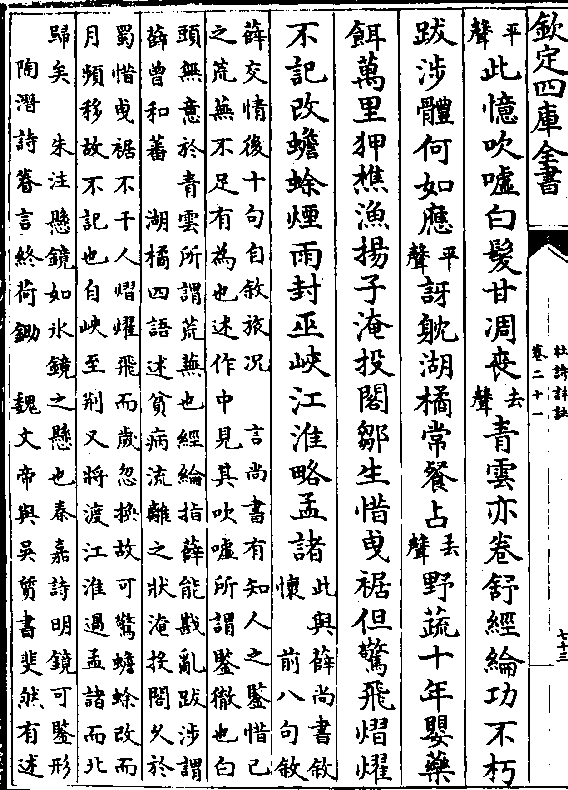 欽定四庫全書
杜詩詳註
卷二十一
七十三
平聲此憶吹噓白髮甘凋喪去聲青雲亦卷舒經綸功不朽
跋涉體何如應平聲訝躭湖橘常餐占去聲野蔬十年嬰藥
餌萬里狎樵漁揚子淹投閣鄒生惜曵裾但驚飛熠燿
不記改蟾蜍煙雨封巫峽江淮略孟諸此與薛尚書敘
懷 前八句敘
薛交情後十句自敘旅况 言尚書有知人之鑒惜已
之荒蕪不足有為也述作中見其吹噓所謂鑒徹也白
頭無意於青雲所謂荒蕪也經綸指薛能戡亂跋涉謂
薛曾和蕃 湖橘四語述貧病流離之狀淹投閣久於
蜀惜曵裾不干人熠燿飛而歲忽換故可驚蟾蜍改而
月頻移故不記也自峽至荆又將渡江淮過孟諸而北
歸矣 朱注懸鏡如氷鏡之懸也秦嘉詩明鏡可鑒形
陶潛詩眷言終荷鋤 魏文帝與吳質書斐然有述